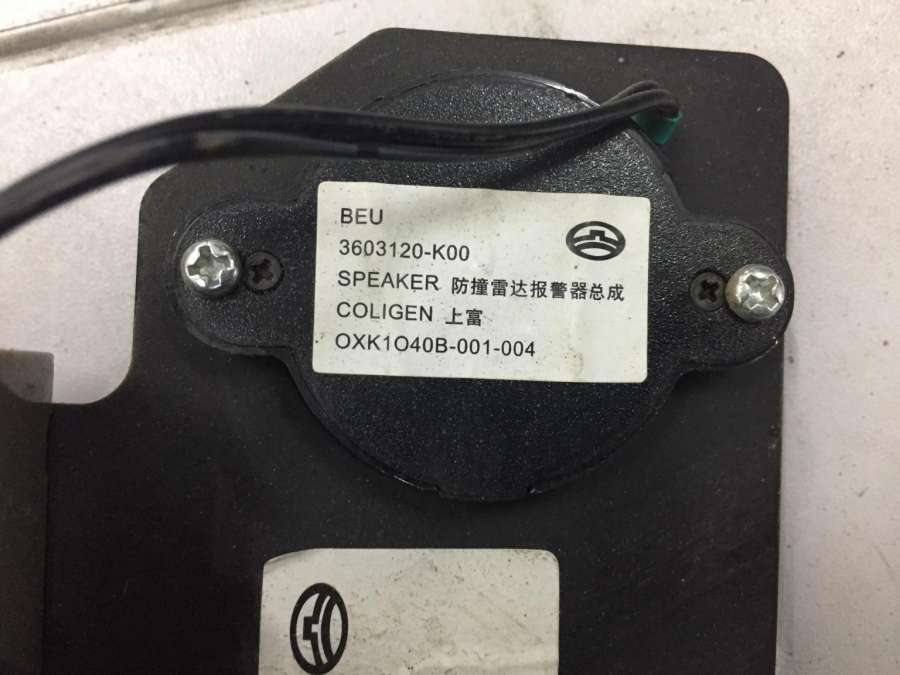 BEU
3603120-K00
SPEAKER 防撞雷达报警器总成
COLIGEN 上富
OXK1O40B-001-004